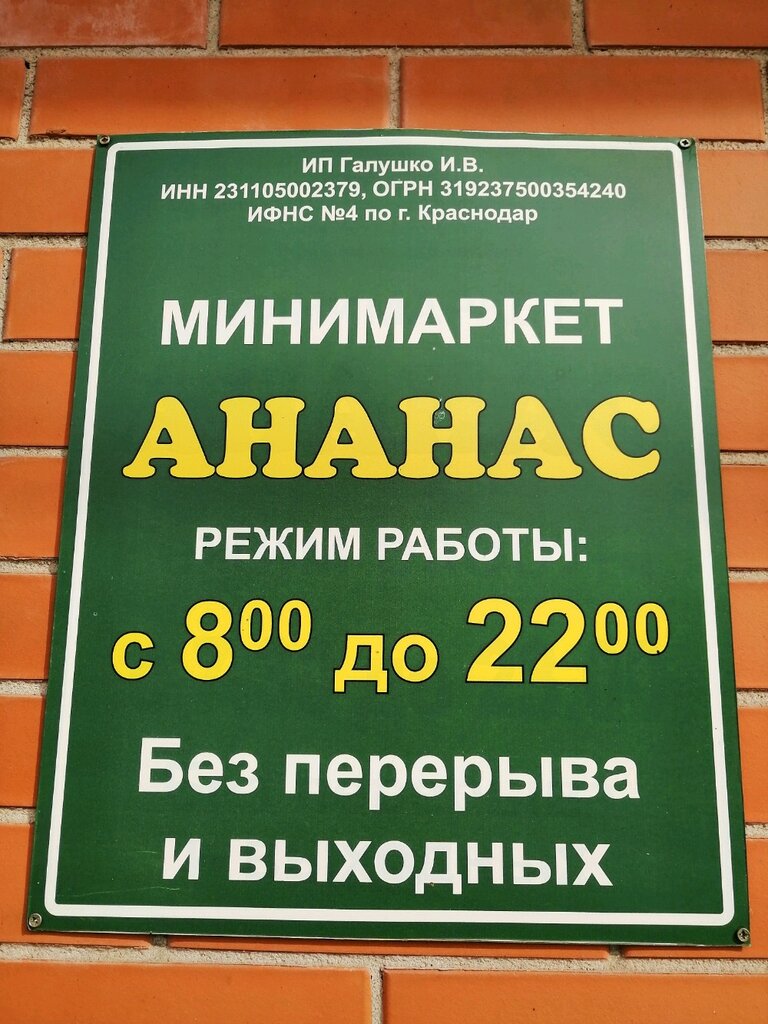 ИП Галушко И.В.
ИНН 231105002379, ОГРН 319237500354240
ИФНС №4 по г. Краснодар
МИНИМАРКЕТ
АНАНАС
РЕЖИМ РАБОТЫ:
с 8⁰⁰ до 22⁰⁰
Без перерыва
и выходных